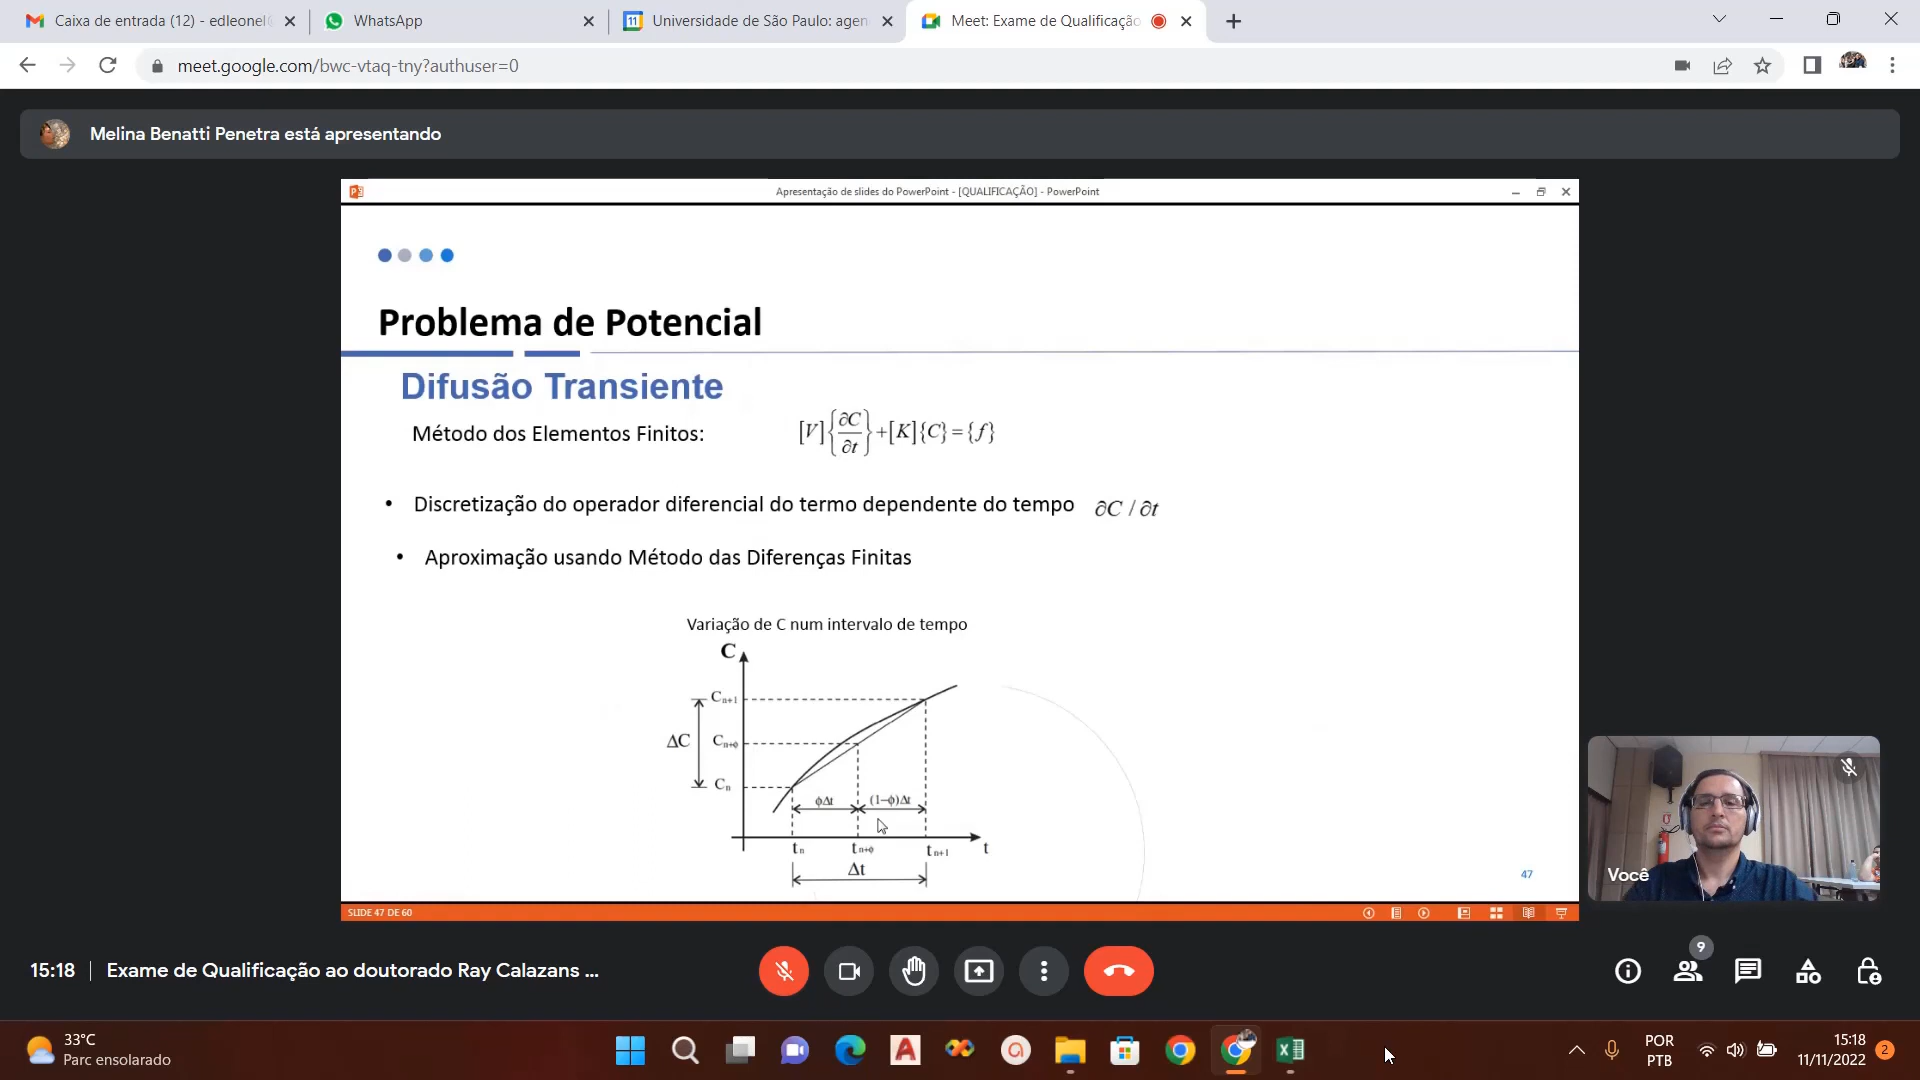 Caixa de entrada (12) - edleonel
WhatsApp
Universidade de São Paulo: agen
Meet: Exame de Qualificação
meet.google.com/bwc-vtaq-tny?authuser=0
Melina Benatti Penetra está apresentando
Apresentação de slides do PowerPoint - [QUALIFICAÇÃO] - PowerPoint
Problema de Potencial
Difusão Transiente
Método dos Elementos Finitos: [V]{∂C/∂t}+[K]{C}={f}
• Discretização do operador diferencial do termo dependente do tempo ∂C / ∂t
• Aproximação usando Método das Diferenças Finitas
Variação de C num intervalo de tempo
C
Cn+1
ΔC Cn+ϕ
Cn
ϕΔt (1−ϕ)Δt
tn tn+ϕ tn+1 t
Δt
47
SLIDE 47 DE 60
Você
15:18 | Exame de Qualificação ao doutorado Ray Calazans ...
9
33°C
Parc ensolarado
POR
PTB
15:18
11/11/2022
2